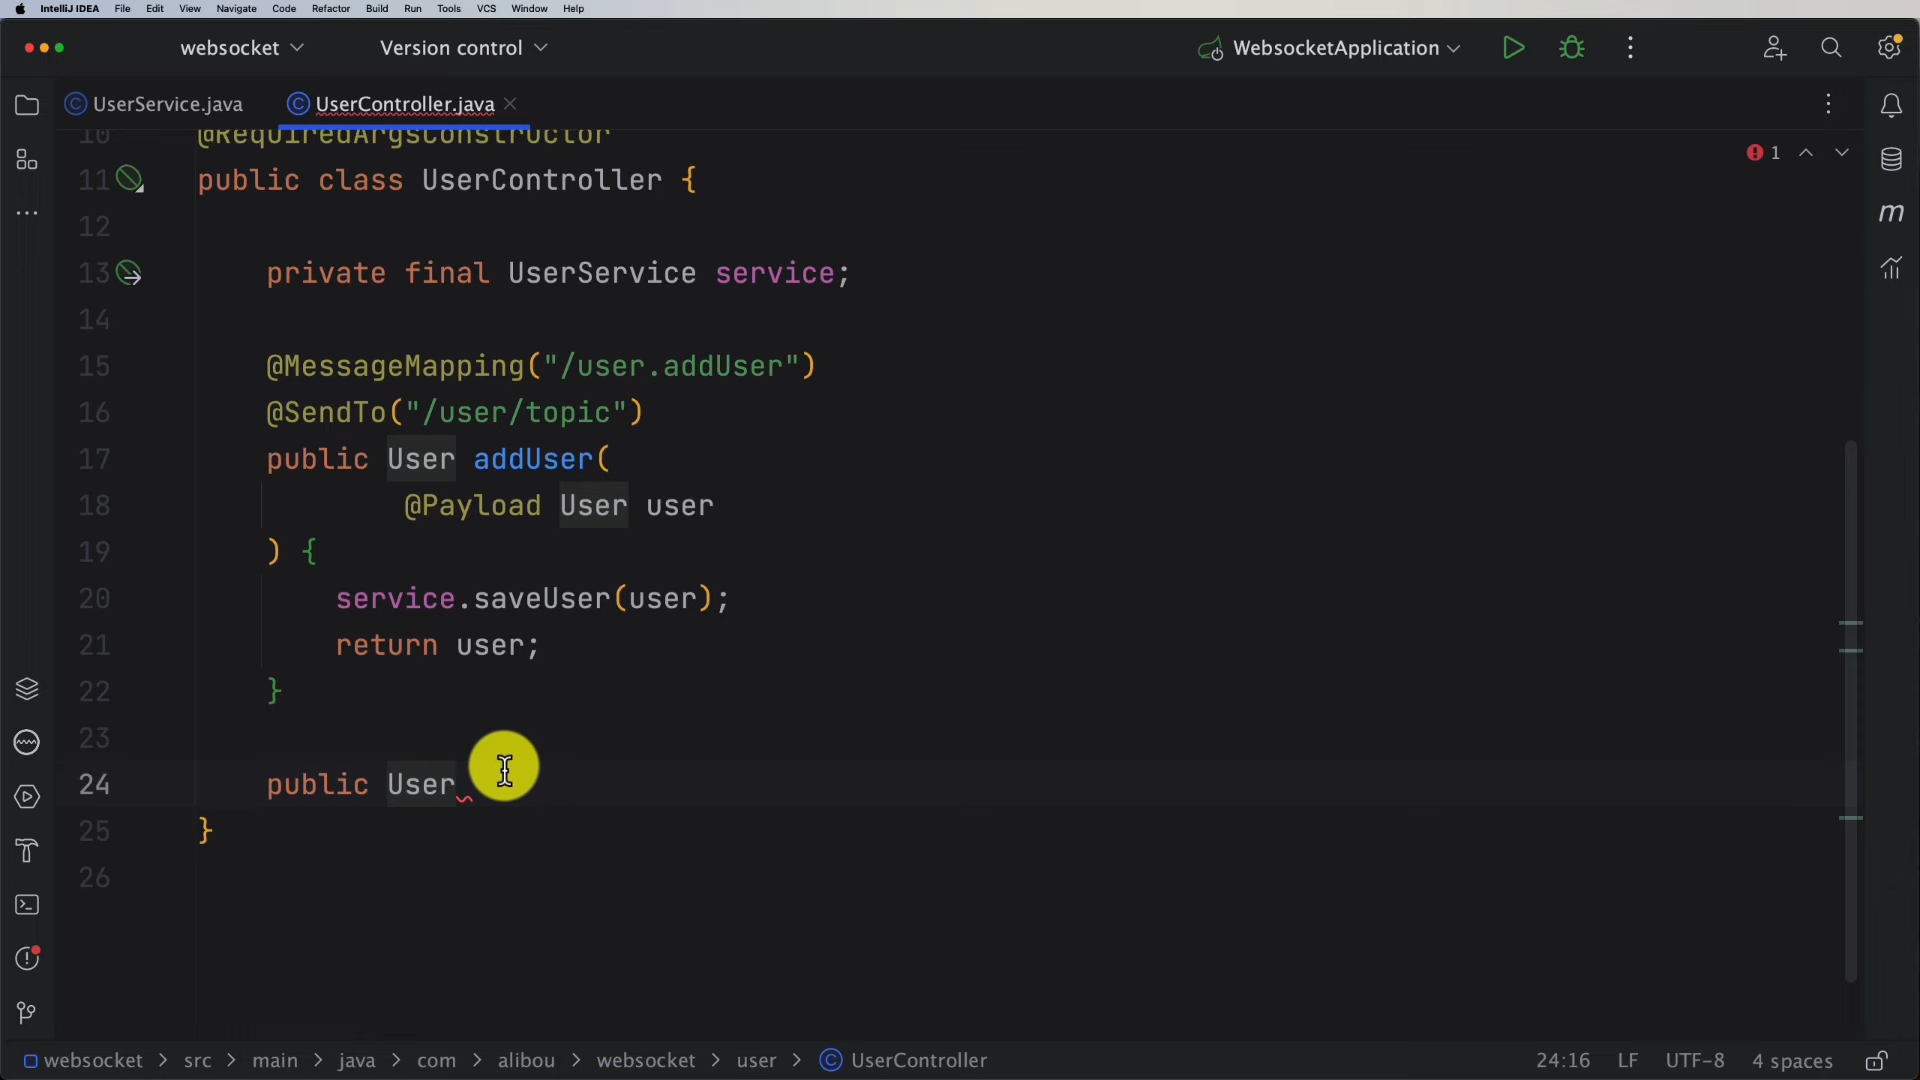 IntelliJ IDEA File Edit View Navigate Code Refactor Build Run Tools VCS Window Help
websocket Version control WebsocketApplication
UserService.java UserController.java
10 @RequiredArgsConstructor
1
11 public class UserController {
12
13 private final UserService service;
14
15 @MessageMapping("/user.addUser")
16 @SendTo("/user/topic")
17 public User addUser(
18 @Payload User user
19 ) {
20 service.saveUser(user);
21 return user;
22 }
23
24 public User
25 }
26
websocket > src > main > java > com > alibou > websocket > user > UserController 24:16 LF UTF-8 4 spaces